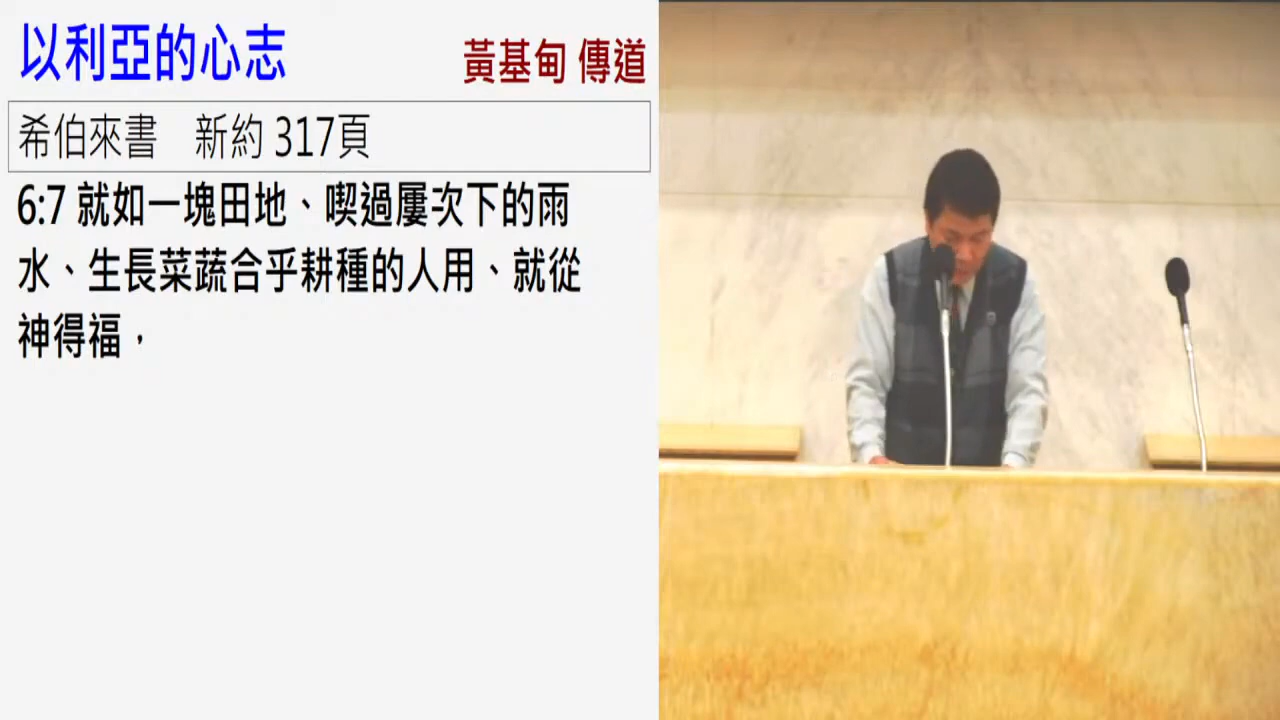 以利亞的心志
黃基甸 傳道
希伯來書 新約 317頁
6:7 就如一塊田地、喫過屢次下的雨
水、生長菜蔬合乎耕種的人用、就從
神得福，